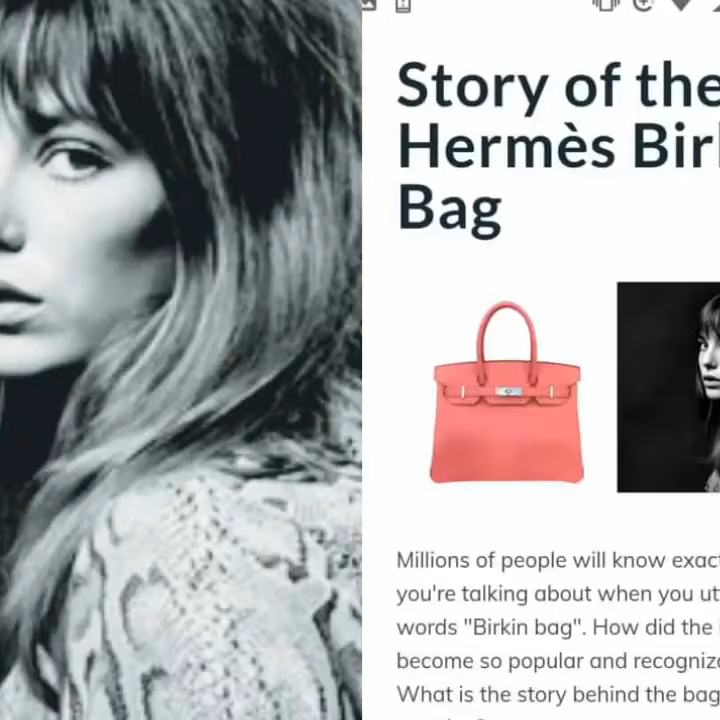 Story of the
Hermès Bir
Bag
Millions of people will know exac
you're talking about when you ut
words "Birkin bag". How did the
become so popular and recogniz
What is the story behind the bag